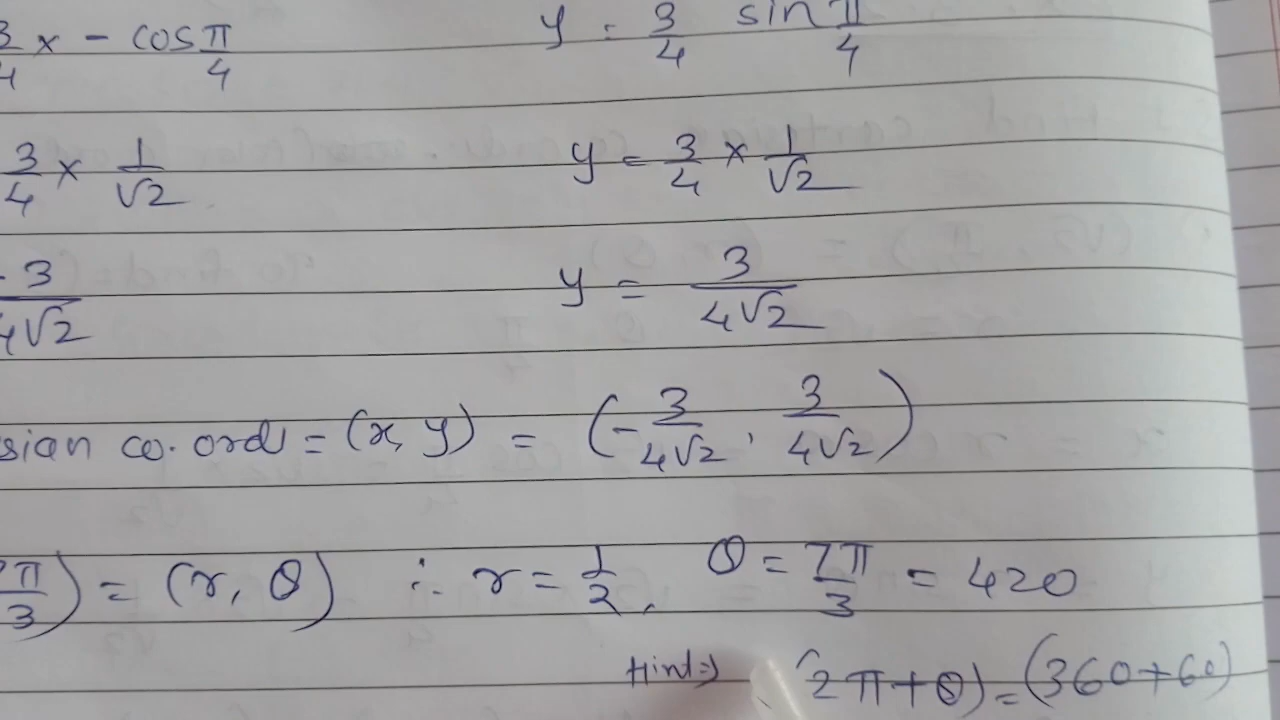 3/4 x - cos π/4 y = 3/4 sin π/4
3/4 × 1/√2 y = 3/4 × 1/√2
- 3/4√2 y = 3/4√2
sian co.ord = (x, y) = (-3/4√2, 3/4√2)
π/3) = (r, θ) ∴ r = 1/2, θ = 7π/3 = 420
Hint⇒ (2π+θ) = (360+60)